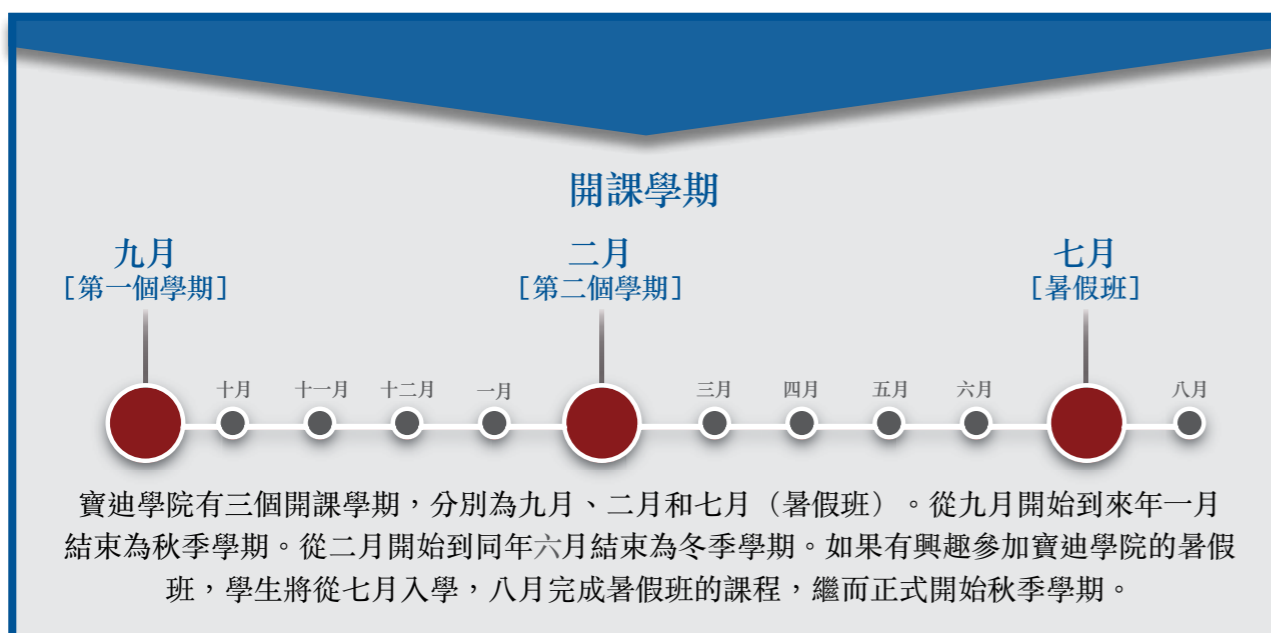 開課學期
九月
[第一個學期]
二月
[第二個學期]
七月
[暑假班]
十月
十一月
十二月
一月
三月
四月
五月
六月
八月
寶迪學院有三個開課學期，分別為九月、二月和七月（暑假班）。從九月開始到來年一月
結束為秋季學期。從二月開始到同年六月結束為冬季學期。如果有興趣參加寶迪學院的暑假
班，學生將從七月入學，八月完成暑假班的課程，繼而正式開始秋季學期。